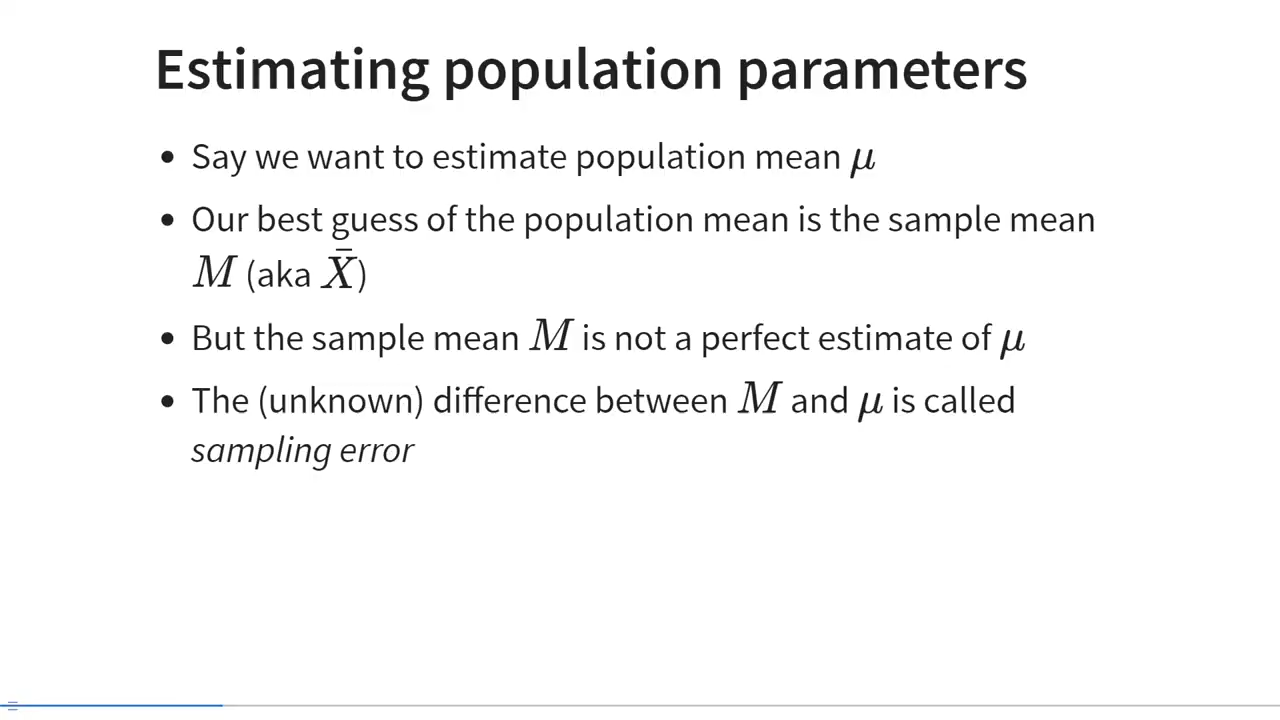 Estimating population parameters
• Say we want to estimate population mean μ
• Our best guess of the population mean is the sample mean
M (aka X̄)
• But the sample mean M is not a perfect estimate of μ
• The (unknown) difference between M and μ is called
sampling error